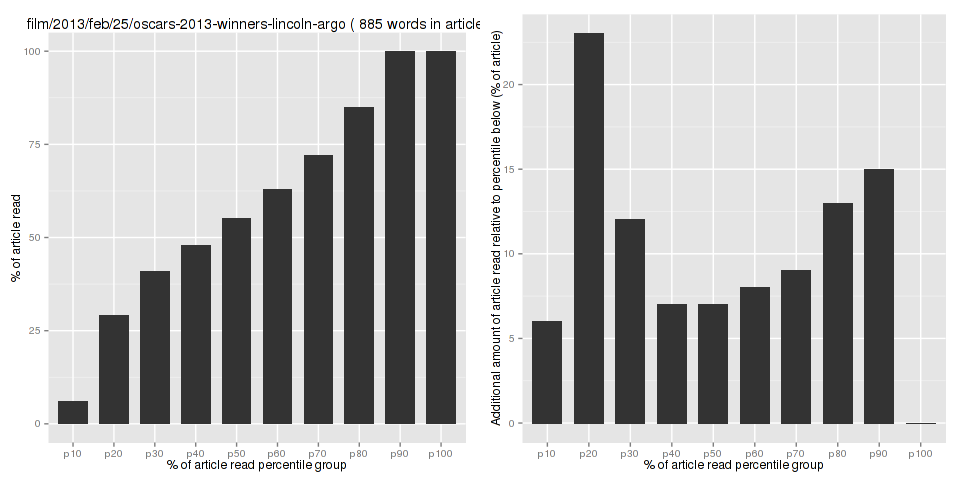 film/2013/feb/25/oscars-2013-winners-lincoln-argo ( 885 words in article
% of article read
100
75
50
25
0
p10 p20 p30 p40 p50 p60 p70 p80 p90 p100
% of article read percentile group
Additional amount of article read relative to percentile below (% of article)
20
15
10
5
0
p10 p20 p30 p40 p50 p60 p70 p80 p90 p100
% of article read percentile group